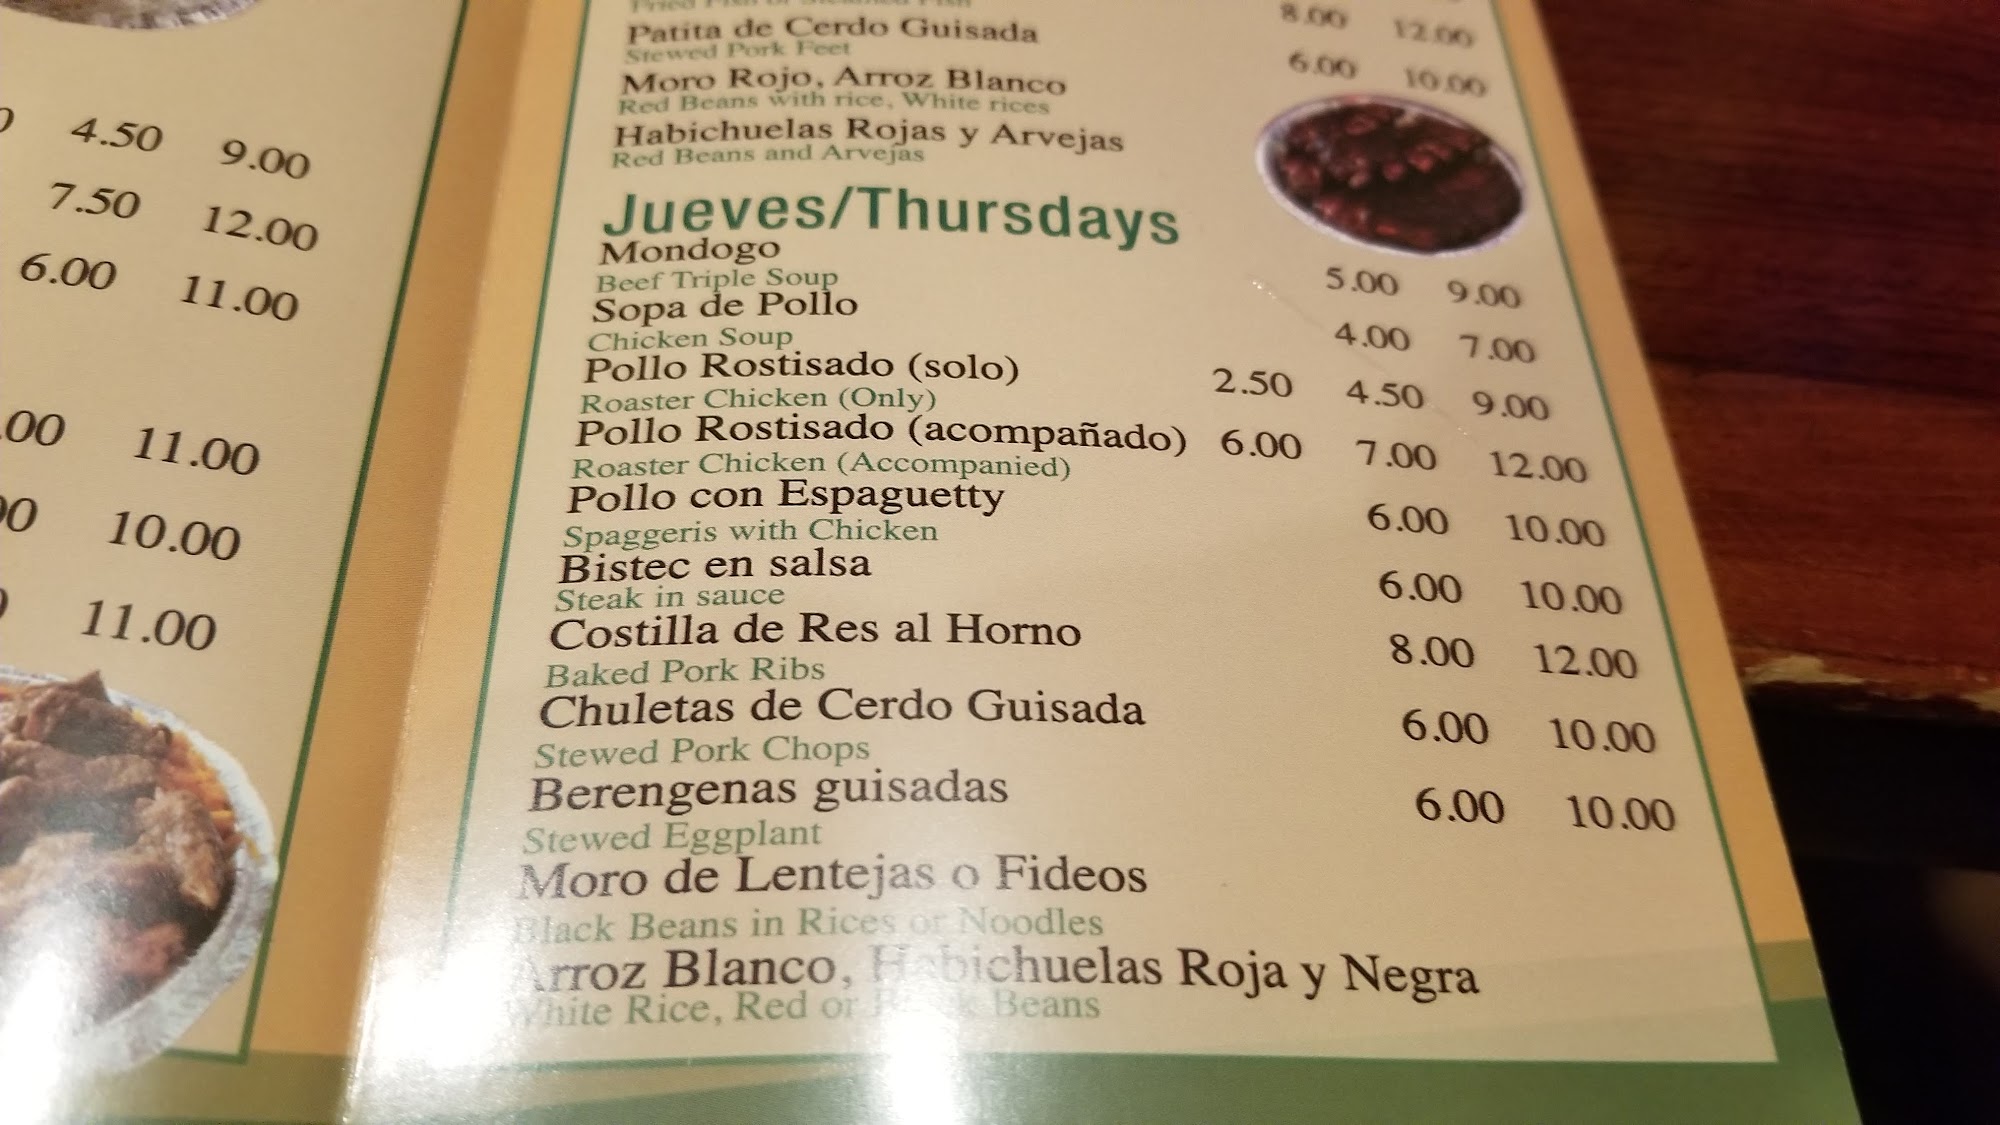 4.50 9.00
7.50 12.00
6.00 11.00
11.00
10.00
11.00
Patita de Cerdo Guisada 8.00 12.00
Stewed Pork Feet
Moro Rojo, Arroz Blanco 6.00 10.00
Red Beans with rice, White rices
Habichuelas Rojas y Arvejas
Red Beans and Arvejas
Jueves/Thursdays
Mondogo 5.00 9.00
Beef Triple Soup
Sopa de Pollo 4.00 7.00
Chicken Soup
Pollo Rostisado (solo) 2.50 4.50 9.00
Roaster Chicken (Only)
Pollo Rostisado (acompañado) 6.00 7.00 12.00
Roaster Chicken (Accompanied)
Pollo con Espaguetty 6.00 10.00
Spaggeris with Chicken
Bistec en salsa 6.00 10.00
Steak in sauce
Costilla de Res al Horno 8.00 12.00
Baked Pork Ribs
Chuletas de Cerdo Guisada 6.00 10.00
Stewed Pork Chops
Berengenas guisadas 6.00 10.00
Stewed Eggplant
Moro de Lentejas o Fideos
Black Beans in Rices or Noodles
Arroz Blanco, Habichuelas Roja y Negra
White Rice, Red or Black Beans